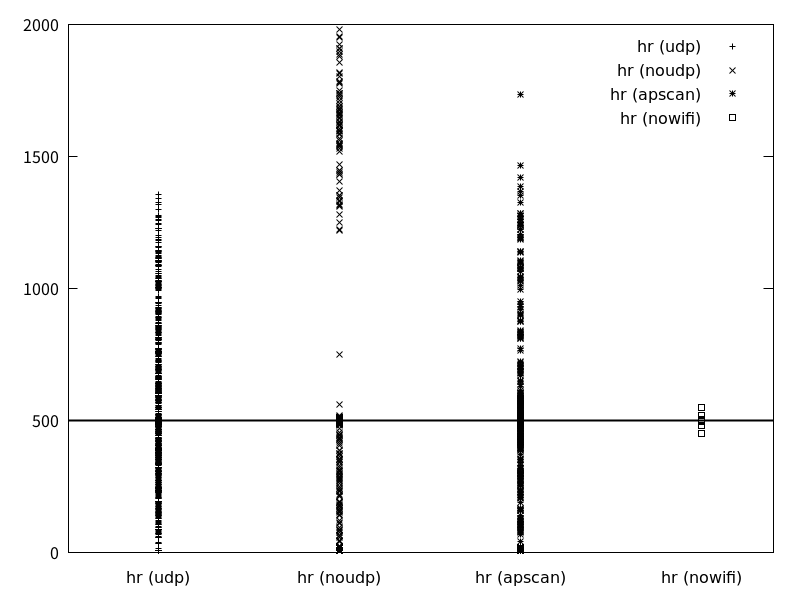 2000
1500
1000
500
0
hr (udp)
hr (noudp)
hr (apscan)
hr (nowifi)
hr (udp)
hr (noudp)
hr (apscan)
hr (nowifi)